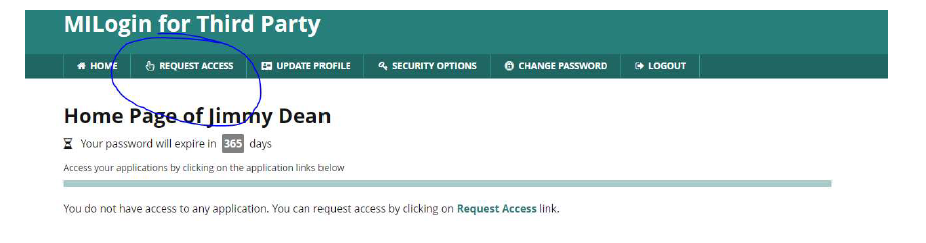 MILogin for Third Party
HOME REQUEST ACCESS UPDATE PROFILE SECURITY OPTIONS CHANGE PASSWORD LOGOUT
Home Page of Jimmy Dean
Your password will expire in 365 days
Access your applications by clicking on the application links below
You do not have access to any application. You can request access by clicking on Request Access link.